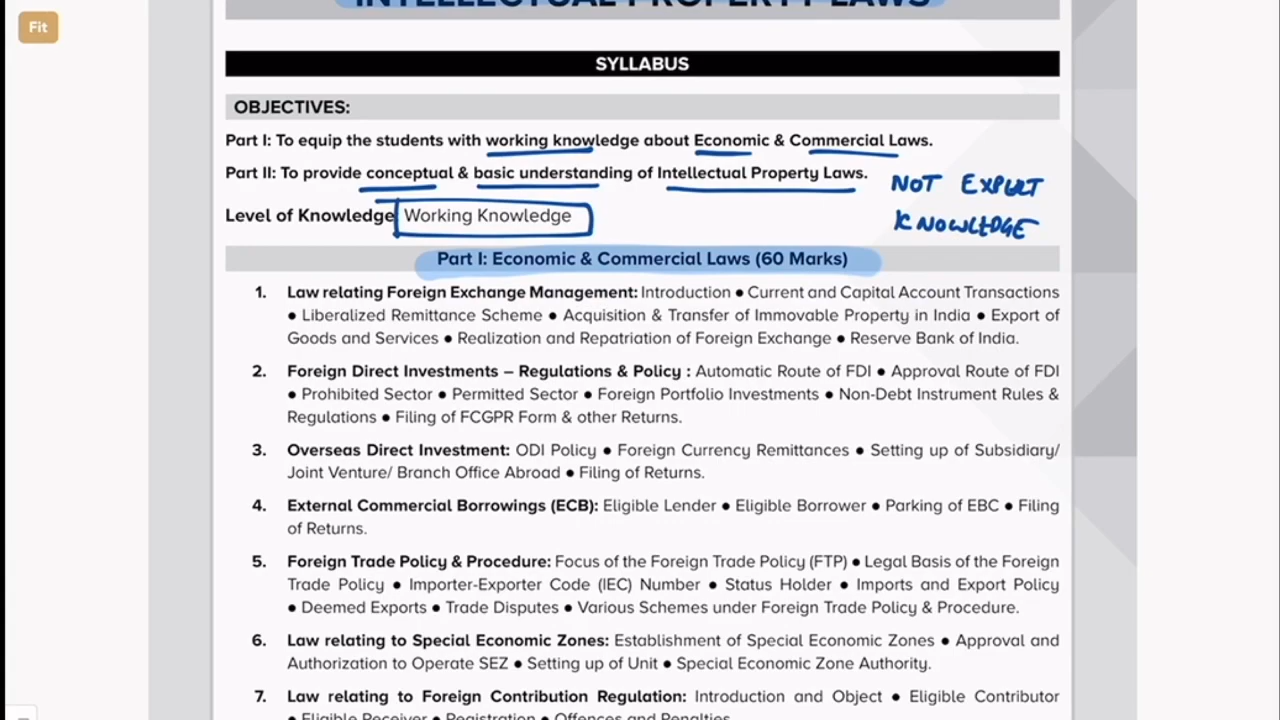 Fit
INTELLECTUAL PROPERTY LAWS
SYLLABUS
OBJECTIVES:
Part I: To equip the students with working knowledge about Economic & Commercial Laws.
Part II: To provide conceptual & basic understanding of Intellectual Property Laws.
NOT EXPERT
Level of Knowledge Working Knowledge
KNOWLEDGE
Part I: Economic & Commercial Laws (60 Marks)
1. Law relating Foreign Exchange Management: Introduction ● Current and Capital Account Transactions
● Liberalized Remittance Scheme ● Acquisition & Transfer of Immovable Property in India ● Export of
Goods and Services ● Realization and Repatriation of Foreign Exchange ● Reserve Bank of India.
2. Foreign Direct Investments – Regulations & Policy : Automatic Route of FDI ● Approval Route of FDI
● Prohibited Sector ● Permitted Sector ● Foreign Portfolio Investments ● Non-Debt Instrument Rules &
Regulations ● Filing of FCGPR Form & other Returns.
3. Overseas Direct Investment: ODI Policy ● Foreign Currency Remittances ● Setting up of Subsidiary/
Joint Venture/ Branch Office Abroad ● Filing of Returns.
4. External Commercial Borrowings (ECB): Eligible Lender ● Eligible Borrower ● Parking of EBC ● Filing
of Returns.
5. Foreign Trade Policy & Procedure: Focus of the Foreign Trade Policy (FTP) ● Legal Basis of the Foreign
Trade Policy ● Importer-Exporter Code (IEC) Number ● Status Holder ● Imports and Export Policy
● Deemed Exports ● Trade Disputes ● Various Schemes under Foreign Trade Policy & Procedure.
6. Law relating to Special Economic Zones: Establishment of Special Economic Zones ● Approval and
Authorization to Operate SEZ ● Setting up of Unit ● Special Economic Zone Authority.
7. Law relating to Foreign Contribution Regulation: Introduction and Object ● Eligible Contributor
● Eligible Receiver ● Registration ● Offences and Penalties.